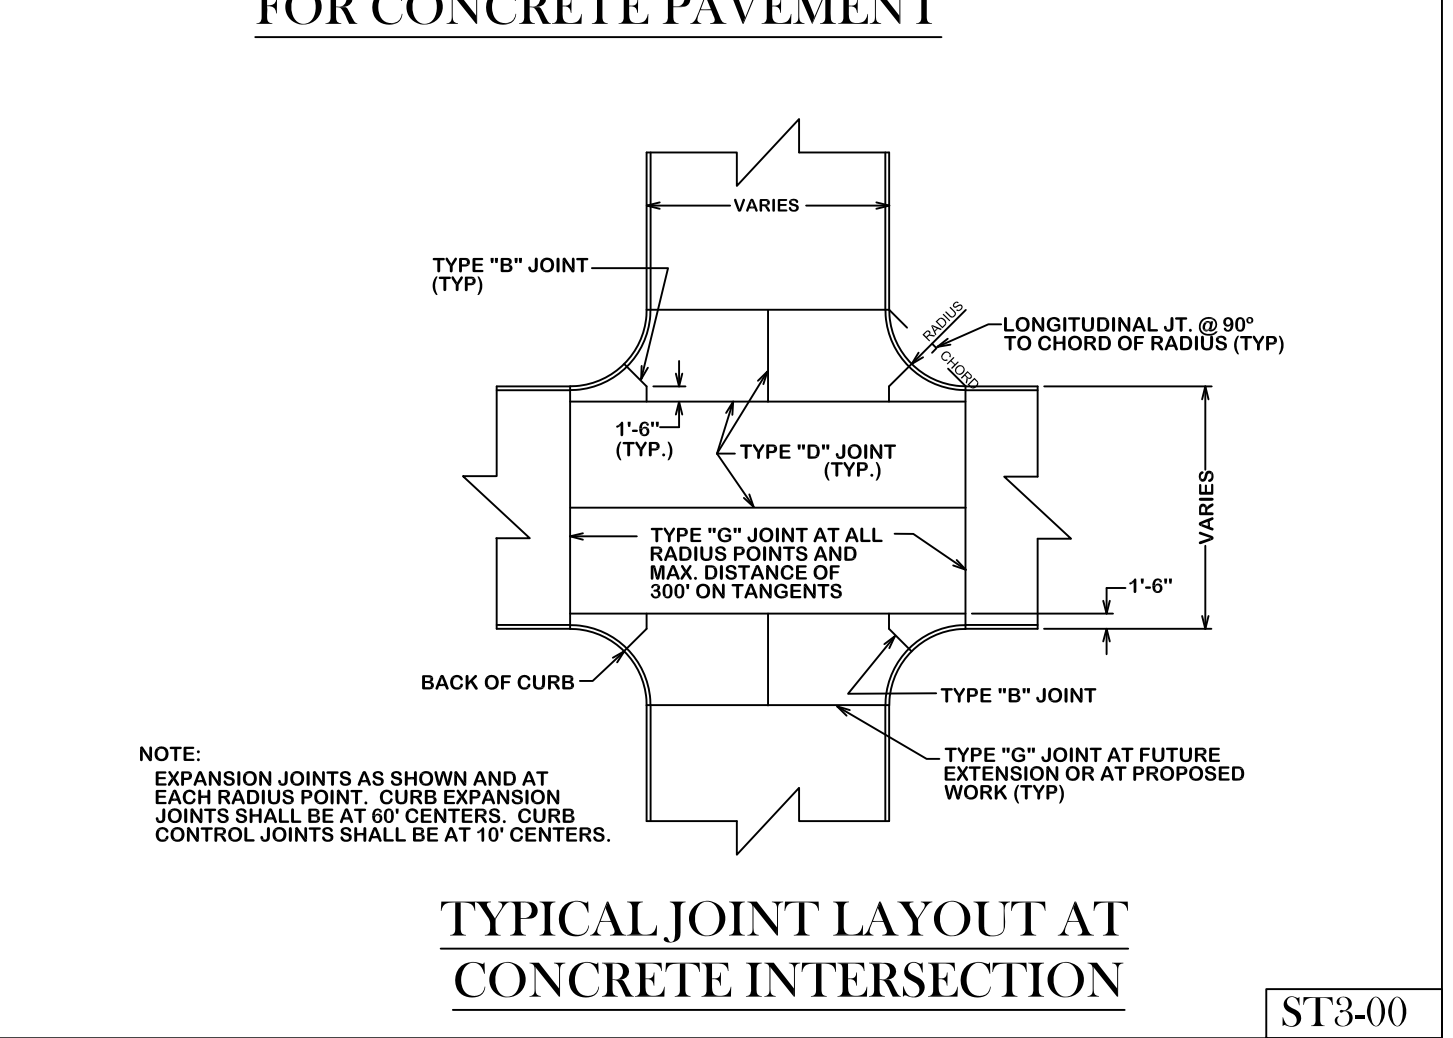 FOR CONCRETE PAVEMENT
VARIES
TYPE "B" JOINT
(TYP)
RADIUS
CHORD
LONGITUDINAL JT. @ 90º
TO CHORD OF RADIUS (TYP)
1'-6"
(TYP.)
TYPE "D" JOINT
(TYP.)
VARIES
TYPE "G" JOINT AT ALL
RADIUS POINTS AND
MAX. DISTANCE OF
300' ON TANGENTS
1'-6"
BACK OF CURB
TYPE "B" JOINT
TYPE "G" JOINT AT FUTURE
EXTENSION OR AT PROPOSED
WORK (TYP)
NOTE:
EXPANSION JOINTS AS SHOWN AND AT
EACH RADIUS POINT. CURB EXPANSION
JOINTS SHALL BE AT 60' CENTERS. CURB
CONTROL JOINTS SHALL BE AT 10' CENTERS.
TYPICAL JOINT LAYOUT AT
CONCRETE INTERSECTION
ST3-00